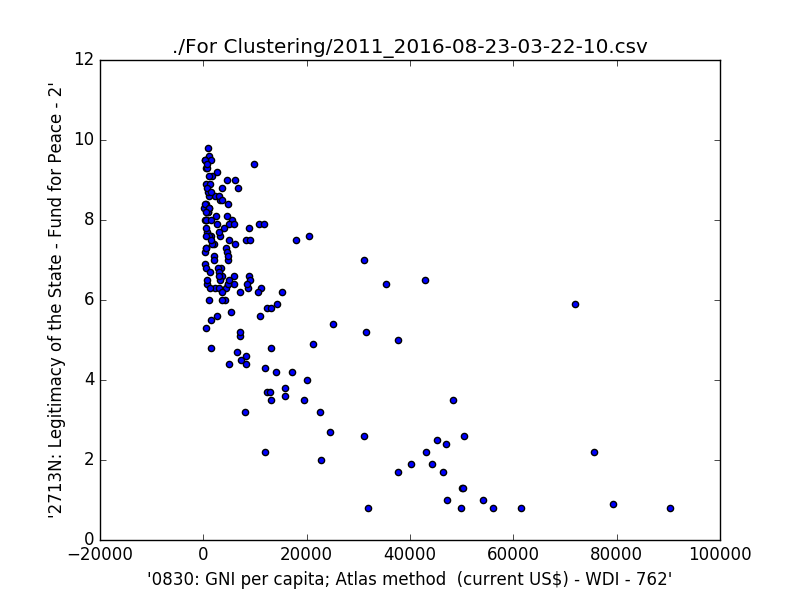 ./For Clustering/2011_2016-08-23-03-22-10.csv
12
10
8
6
4
2
0
'2713N: Legitimacy of the State - Fund for Peace - 2'
−20000 0 20000 40000 60000 80000 100000
'0830: GNI per capita; Atlas method  (current US$) - WDI - 762'